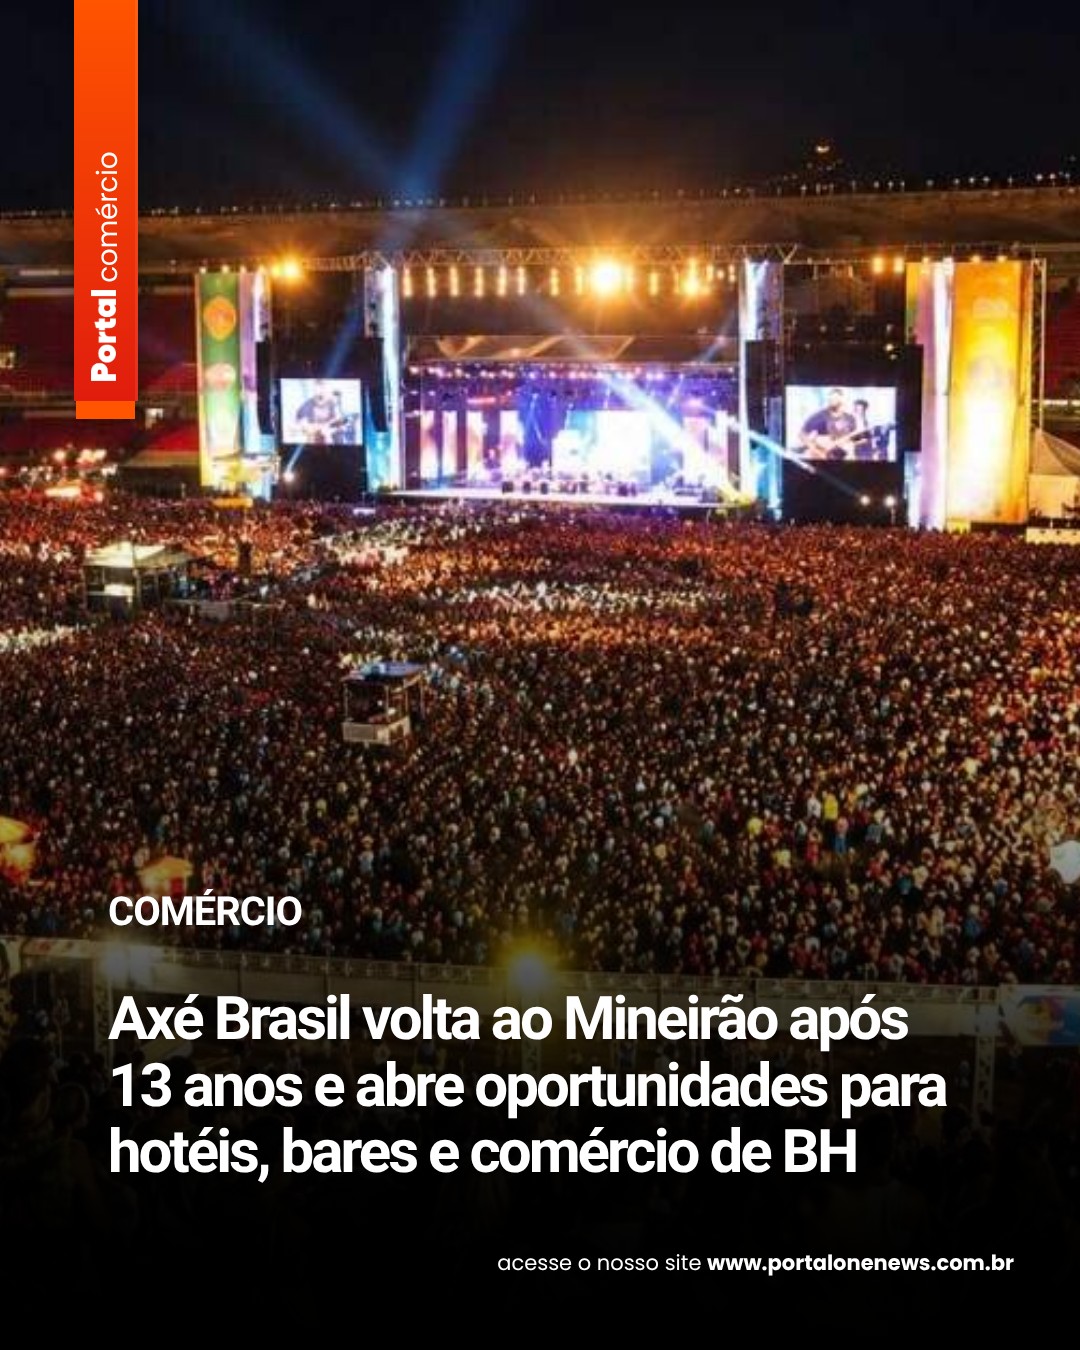 Portal comércio
COMÉRCIO
Axé Brasil volta ao Mineirão após
13 anos e abre oportunidades para
hotéis, bares e comércio de BH
acesse o nosso site www.portalonenews.com.br